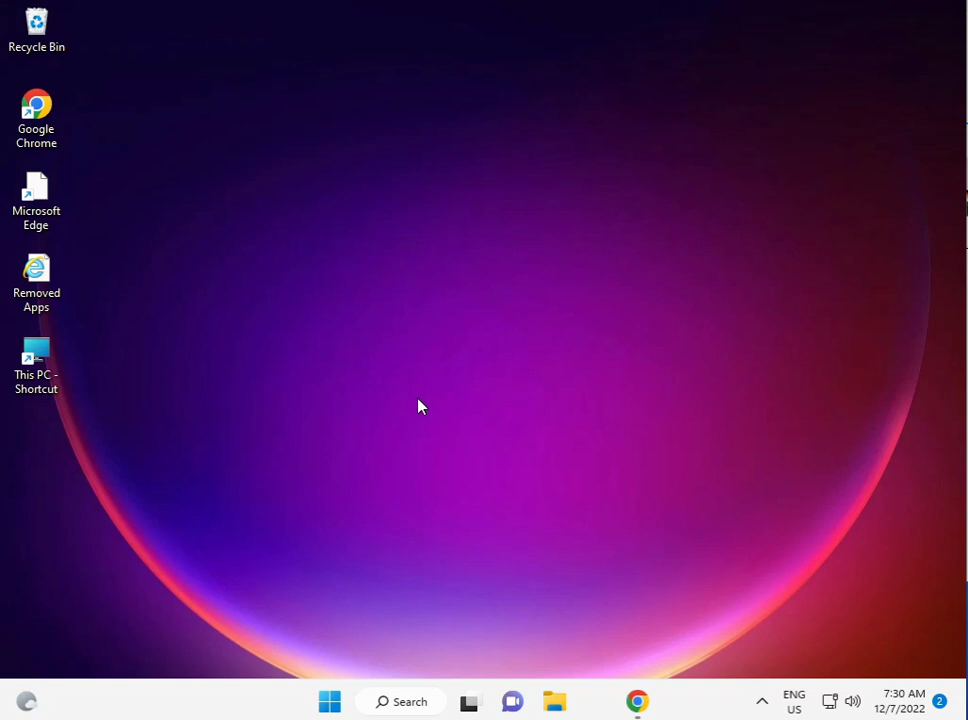 Recycle Bin
Google
Chrome
Microsoft
Edge
Removed
Apps
This PC -
Shortcut
Search
ENG
US
7:30 AM
12/7/2022
2